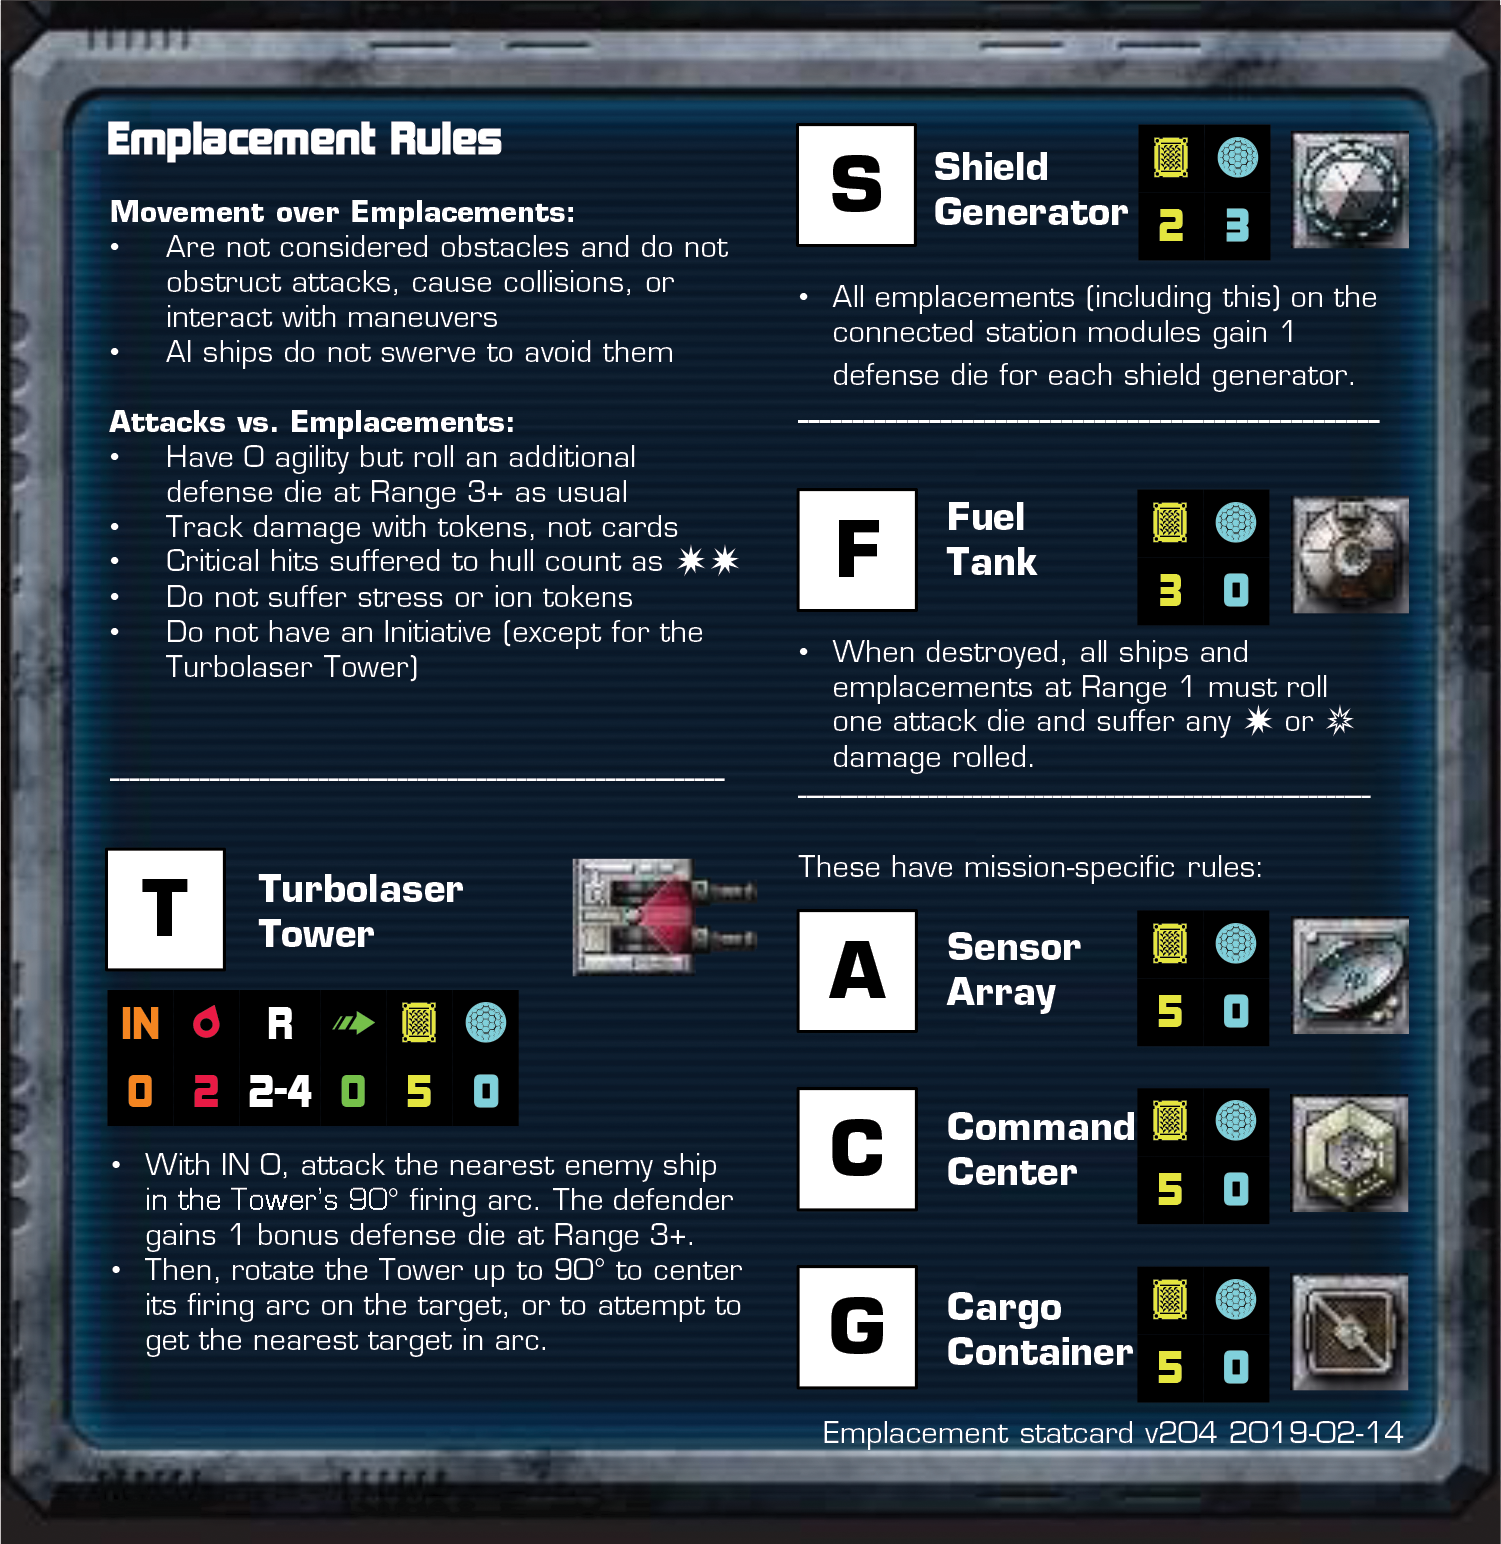 Emplacement Rules
Movement over Emplacements:
• Are not considered obstacles and do not
obstruct attacks, cause collisions, or
interact with maneuvers
• AI ships do not swerve to avoid them
Attacks vs. Emplacements:
• Have 0 agility but roll an additional
defense die at Range 3+ as usual
• Track damage with tokens, not cards
• Critical hits suffered to hull count as
• Do not suffer stress or ion tokens
• Do not have an Initiative (except for the
Turbolaser Tower)
T
Turbolaser
Tower
IN R
0 2 2-4 0 5 0
• With IN 0, attack the nearest enemy ship
in the Tower's 90° firing arc. The defender
gains 1 bonus defense die at Range 3+.
• Then, rotate the Tower up to 90° to center
its firing arc on the target, or to attempt to
get the nearest target in arc.
S
Shield
Generator
2 3
• All emplacements (including this) on the
connected station modules gain 1
defense die for each shield generator.
F
Fuel
Tank
3 0
• When destroyed, all ships and
emplacements at Range 1 must roll
one attack die and suffer any or
damage rolled.
These have mission-specific rules:
A
Sensor
Array
5 0
C
Command
Center
5 0
G
Cargo
Container
5 0
Emplacement statcard v204 2019-02-14